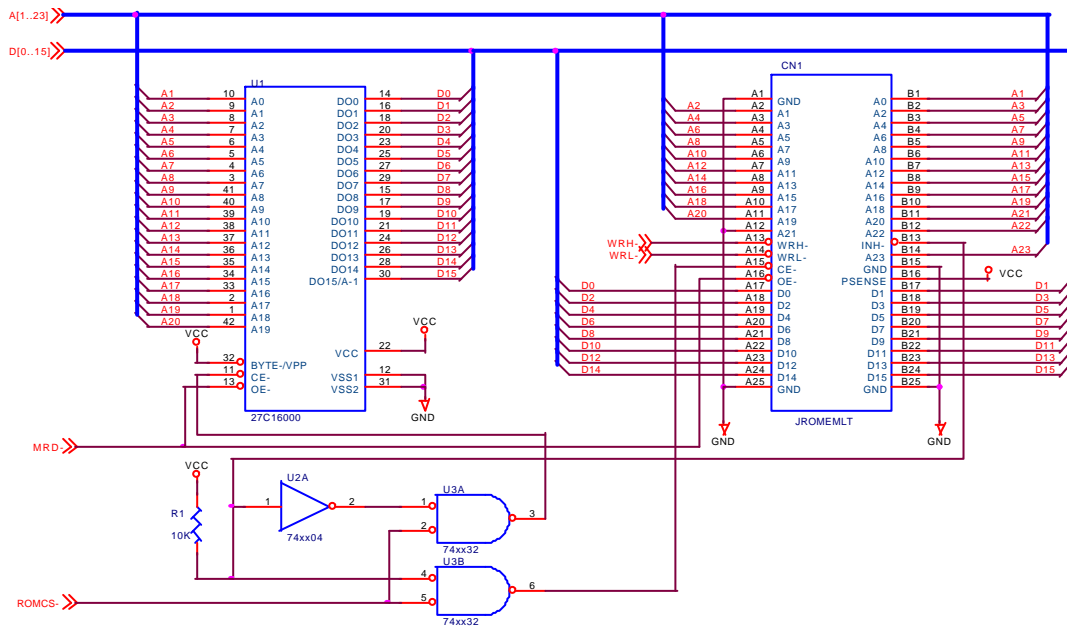 A[1..23]
D[0..15]
U1
A1 10 A0 DO0 14 D0
A2 9 A1 DO1 16 D1
A3 8 A2 DO2 18 D2
A4 7 A3 DO3 20 D3
A5 6 A4 DO4 23 D4
A6 5 A5 DO5 25 D5
A7 4 A6 DO6 27 D6
A8 3 A7 DO7 29 D7
A9 41 A8 DO8 15 D8
A10 40 A9 DO9 17 D9
A11 39 A10 DO10 19 D10
A12 38 A11 DO11 21 D11
A13 37 A12 DO12 24 D12
A14 36 A13 DO13 26 D13
A15 35 A14 DO14 28 D14
A16 34 A15 DO15/A-1 30 D15
A17 33 A16
A18 2 A17
A19 1 A18
A20 42 A19
VCC
VCC
VCC 22
32 BYTE-/VPP
11 CE- VSS1 12
13 OE- VSS2 31
27C16000
GND
CN1
A1 GND A0 B1 A1
A2 A2 A1 A2 B2 A3
A4 A3 A3 A4 B3 A5
A6 A4 A5 A6 B4 A7
A8 A5 A7 A8 B5 A9
A10 A6 A9 A10 B6 A11
A12 A7 A11 A12 B7 A13
A14 A8 A13 A14 B8 A15
A16 A9 A15 A16 B9 A17
A18 A10 A17 A18 B10 A19
A20 A11 A19 A20 B11 A21
A12 A21 A22 B12 A22
WRH- A13 WRH- INH- B13
WRL- A14 WRL- A23 B14 A23
A15 CE- GND B15
A16 OE- PSENSE B16 VCC
D0 A17 D0 D1 B17 D1
D2 A18 D2 D3 B18 D3
D4 A19 D4 D5 B19 D5
D6 A20 D6 D7 B20 D7
D8 A21 D8 D9 B21 D9
D10 A22 D10 D11 B22 D11
D12 A23 D12 D13 B23 D13
D14 A24 D14 D15 B24 D15
A25 GND GND B25
JROMEMLT
GND
GND
MRD-
VCC
R1
10K
U2A
1 2
74xx04
U3A
1
2
3
74xx32
U3B
4
5
6
74xx32
ROMCS-